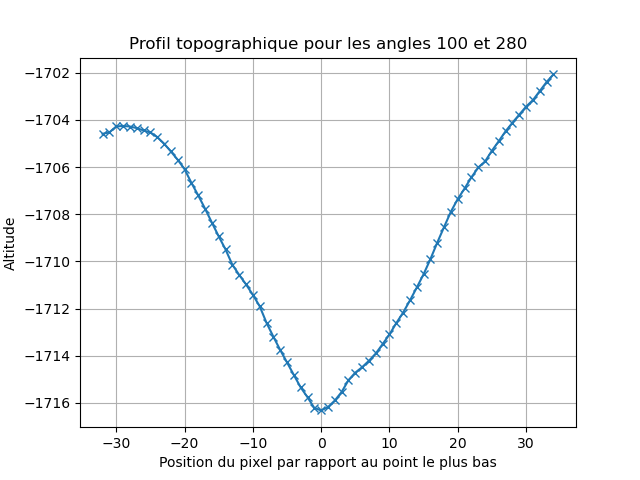 Profil topographique pour les angles 100 et 280
−1702
−1704
−1706
−1708
−1710
−1712
−1714
−1716
Altitude
−30 −20 −10 0 10 20 30
Position du pixel par rapport au point le plus bas